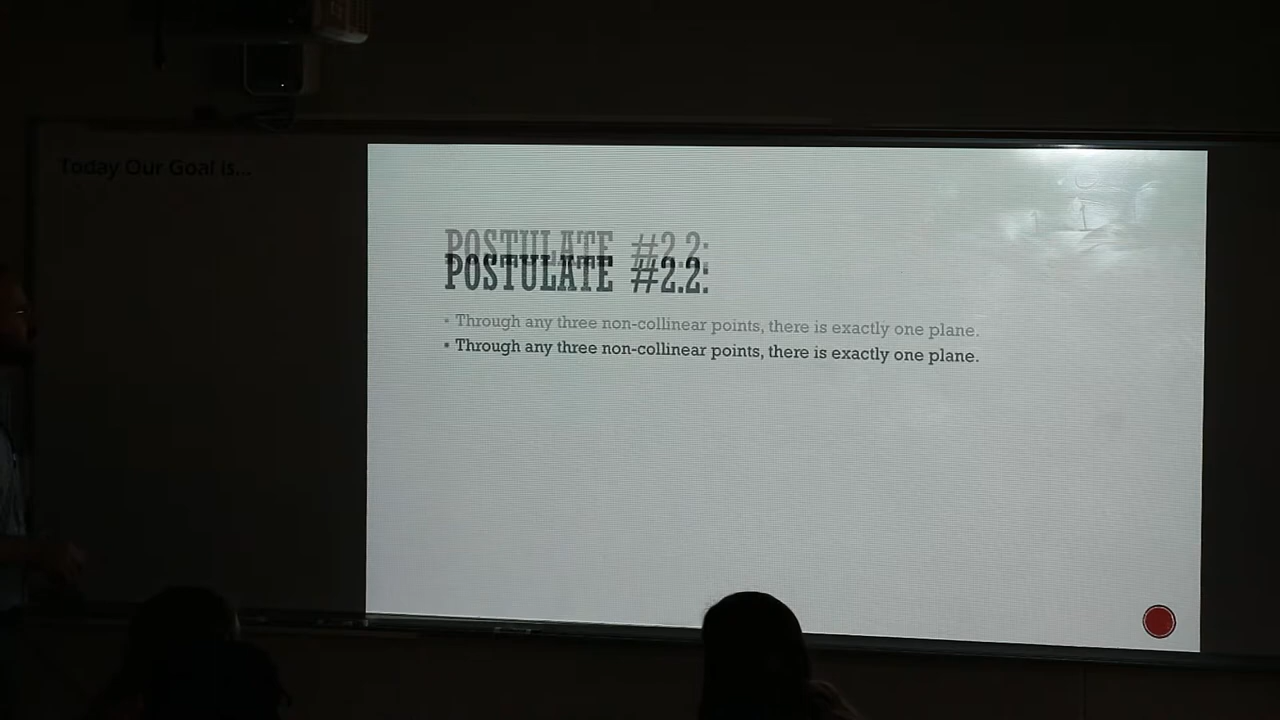 Today Our Goal is...
POSTULATE #2.2:
POSTULATE #2.2:
▪ Through any three non-collinear points, there is exactly one plane.
▪ Through any three non-collinear points, there is exactly one plane.